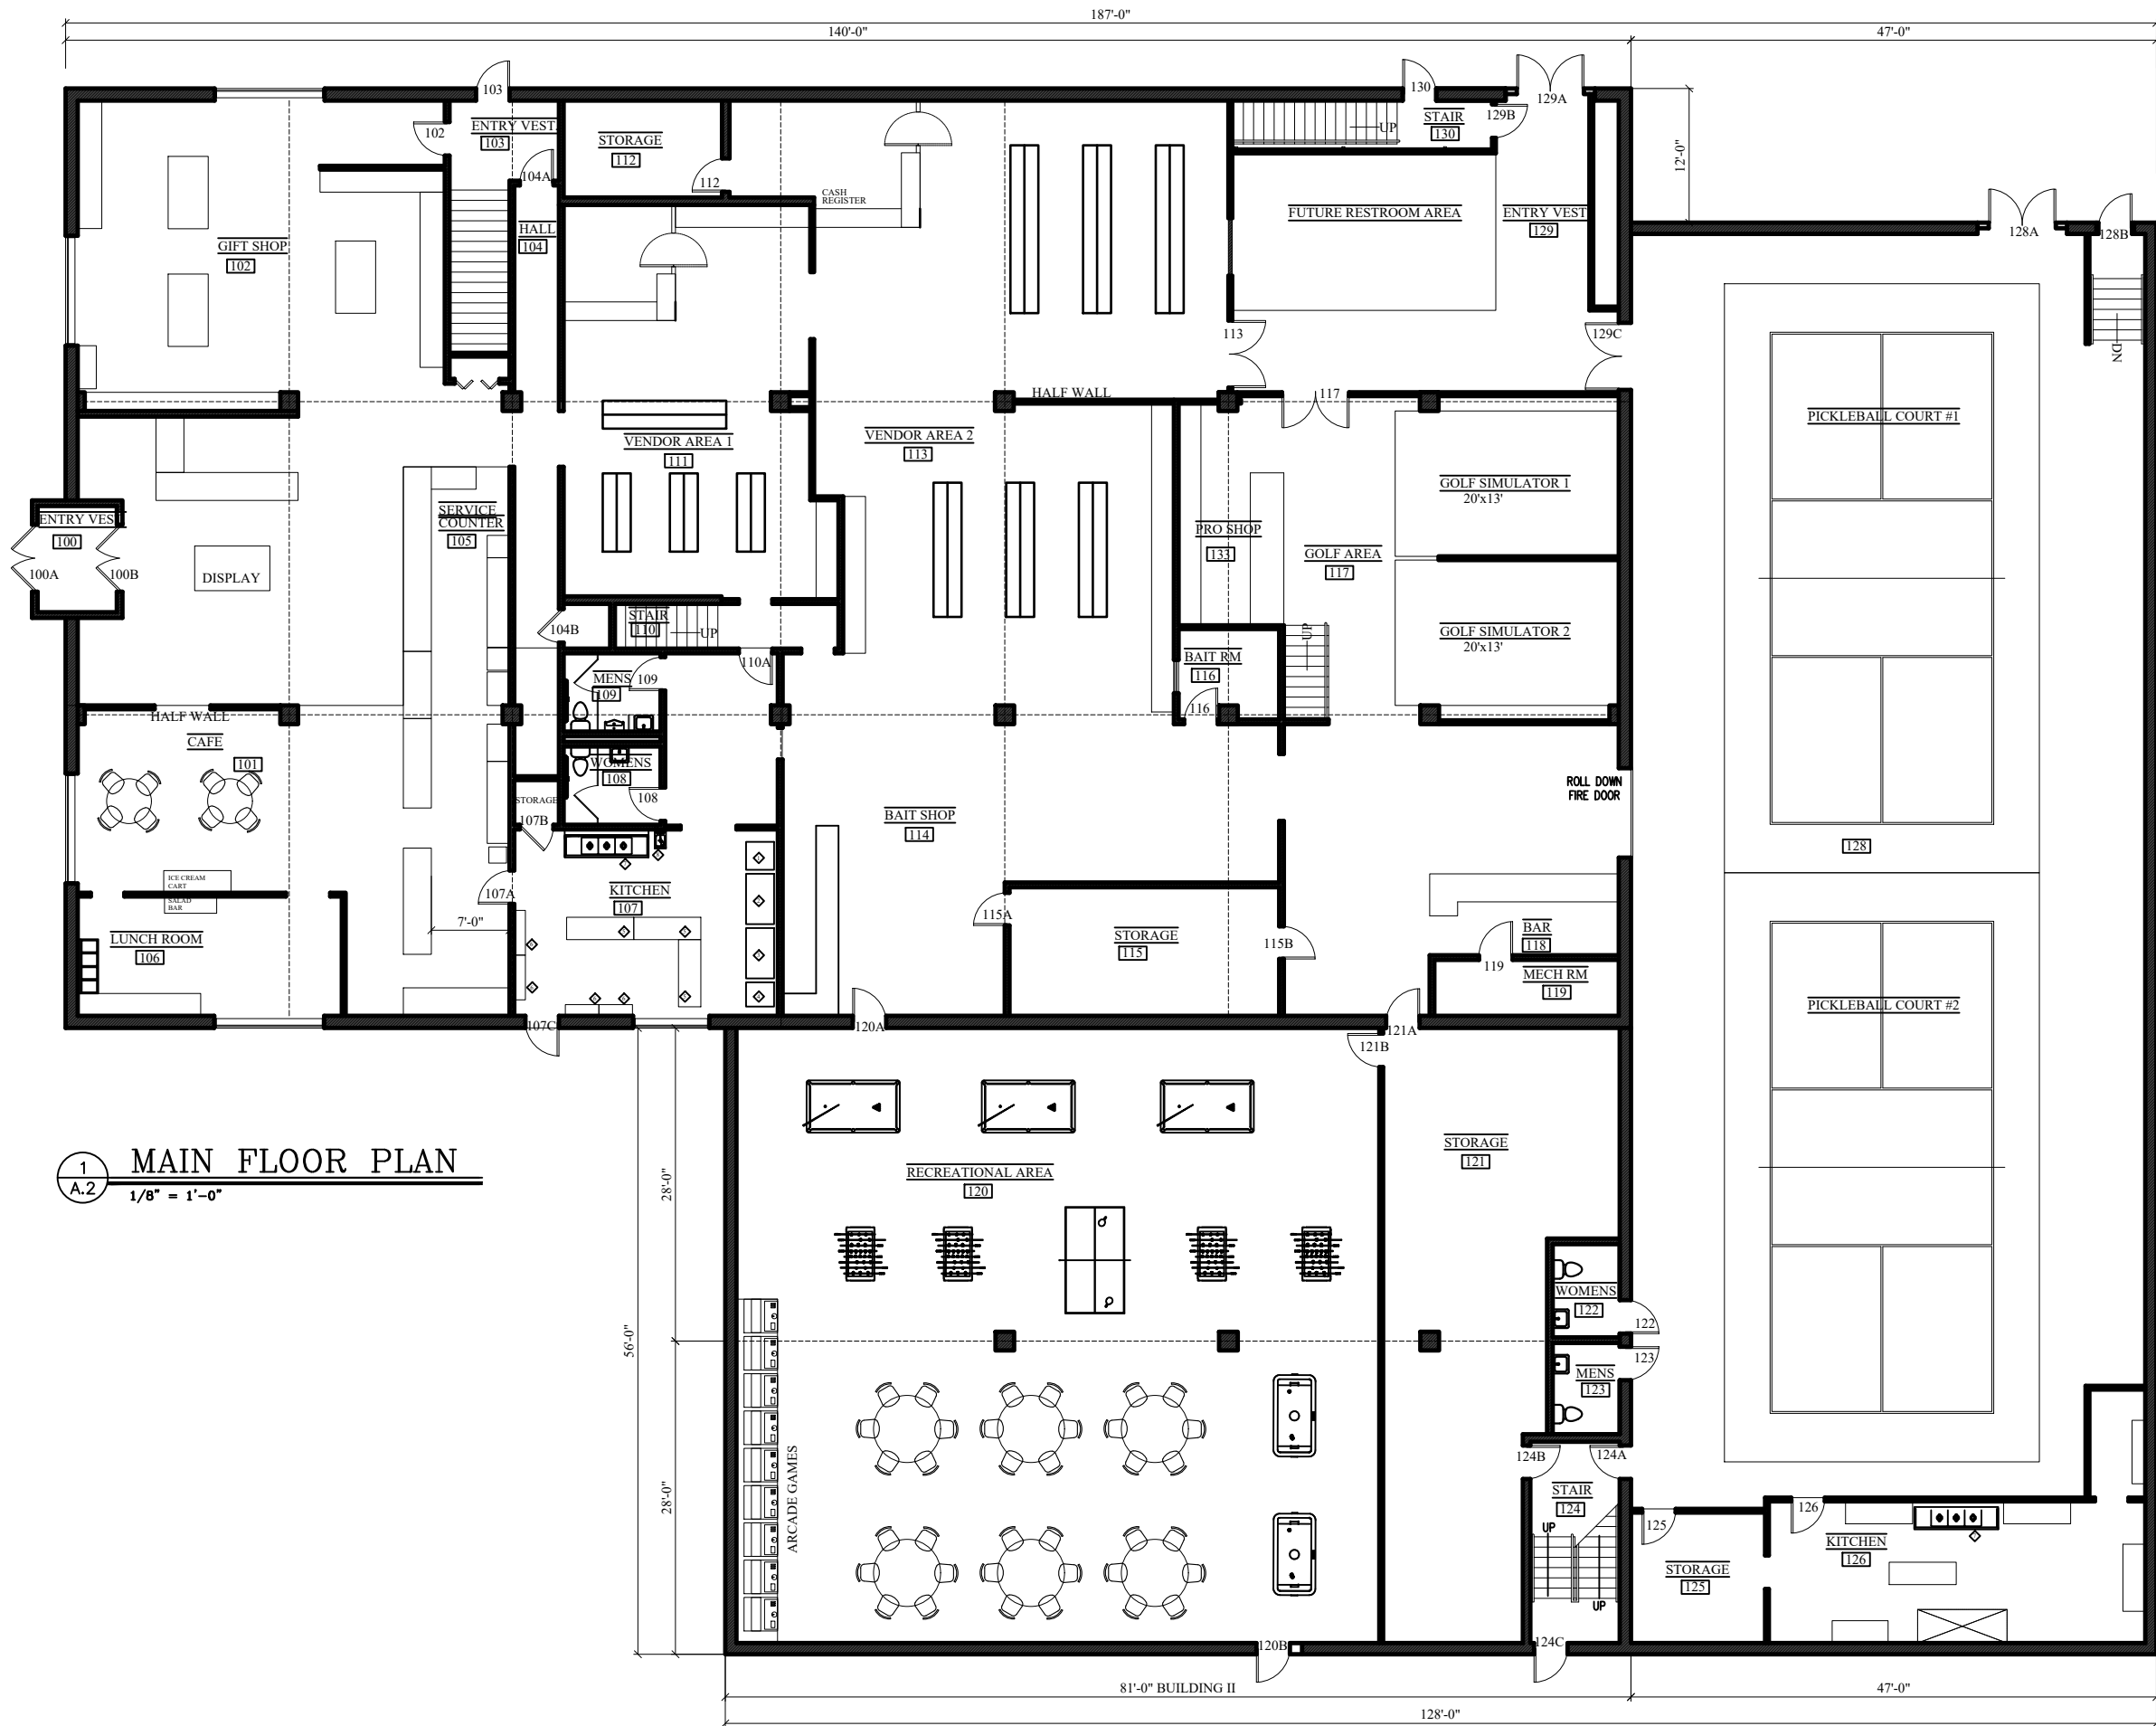 187'-0"
140'-0"
47'-0"
103
130
129A
102
ENTRY VEST.
103
STORAGE
112
UP
STAIR
130
129B
12'-0"
104A
112
CASH
REGISTER
HALL
104
FUTURE RESTROOM AREA
ENTRY VEST
129
128A
128B
GIFT SHOP
102
113
129C
DN
HALF WALL
117
PICKLEBALL COURT #1
VENDOR AREA 1
111
VENDOR AREA 2
113
SERVICE
COUNTER
105
GOLF SIMULATOR 1
20'x13'
ENTRY VES
100
PRO SHOP
133
GOLF AREA
117
100A
100B
DISPLAY
STAIR
110
UP
104B
UP
GOLF SIMULATOR 2
20'x13'
BAIT RM
116
110A
MENS
109
109
116
HALF WALL
CAFE
101
WOMENS
108
108
STORAGE
107B
ROLL DOWN
FIRE DOOR
BAIT SHOP
114
128
ICE CREAM
CART
SALAD
BAR
107A
KITCHEN
107
7'-0"
115A
LUNCH ROOM
106
STORAGE
115
115B
BAR
118
119
MECH RM
119
PICKLEBALL COURT #2
107C
120A
121A
121B
1
A.2
MAIN FLOOR PLAN
1/8" = 1'-0"
28'-0"
56'-0"
28'-0"
RECREATIONAL AREA
120
STORAGE
121
WOMENS
122
122
123
MENS
123
ARCADE GAMES
124B
124A
STAIR
124
UP
UP
125
126
KITCHEN
126
STORAGE
125
120B
124C
81'-0" BUILDING II
47'-0"
128'-0"